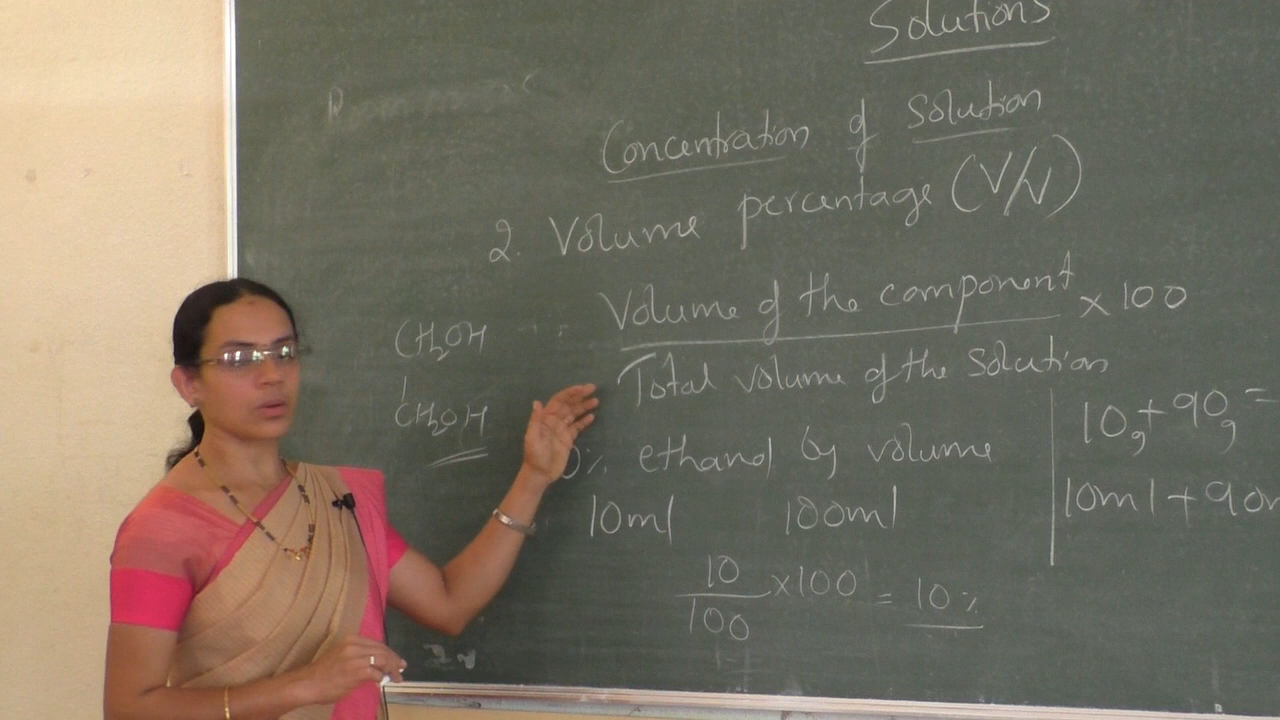 Solutions
Concentration of Solution
2. Volume percentage (V/V)
Volume of the component × 100
Total volume of the Solution
CH₂OH
|
CH₂OH
0% ethanol by volume
10ml 100ml
10
100
×100 = 10%
10g + 90g =
10ml + 90m